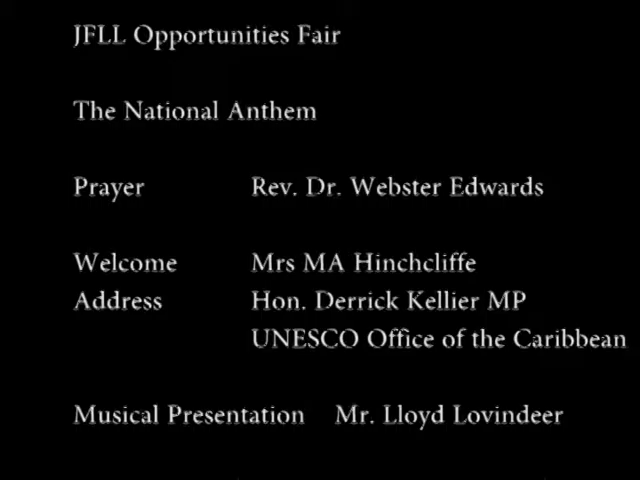 JFLL Opportunities Fair
The National Anthem
Prayer Rev. Dr. Webster Edwards
Welcome Mrs MA Hinchcliffe
Address Hon. Derrick Kellier MP
UNESCO Office of the Caribbean
Musical Presentation Mr. Lloyd Lovindeer